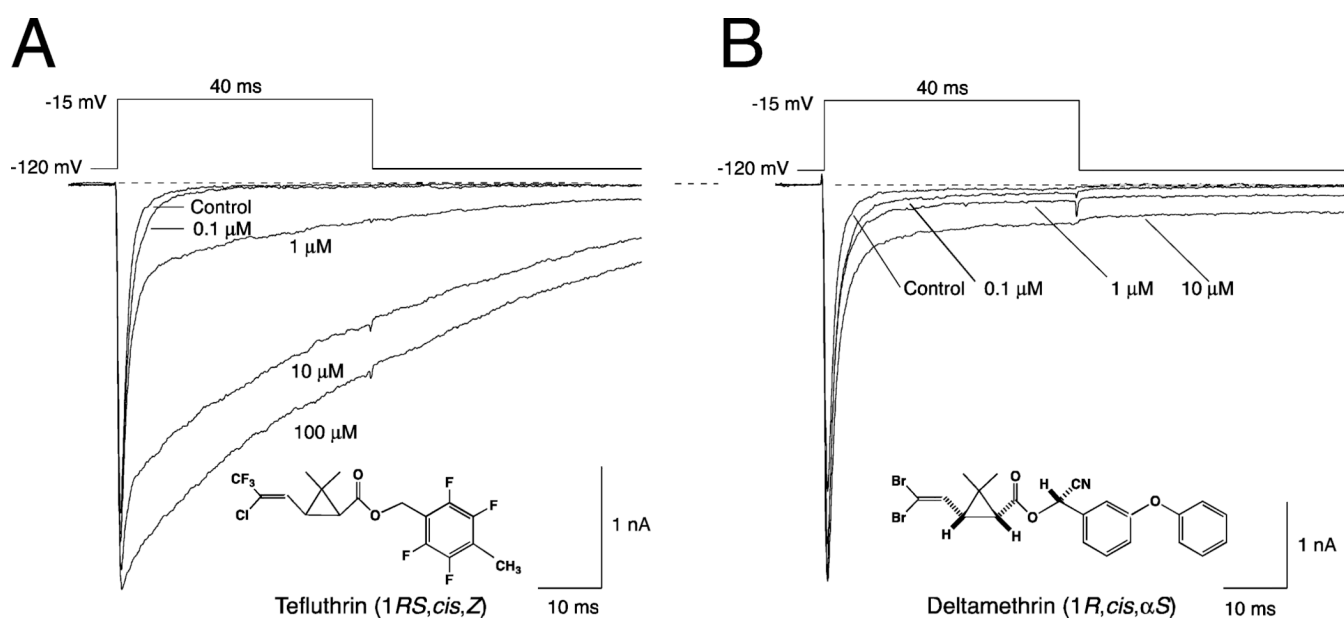 A
40 ms
-15 mV
-120 mV
Control
0.1 μM
1 μM
10 μM
100 μM
CF3
Cl
O
O
F
F
F
F
CH3
1 nA
10 ms
Tefluthrin (1RS,cis,Z)
B
40 ms
-15 mV
-120 mV
Control
0.1 μM
1 μM
10 μM
Br
Br
H
H
O
O
H
CN
O
1 nA
10 ms
Deltamethrin (1R,cis,αS)